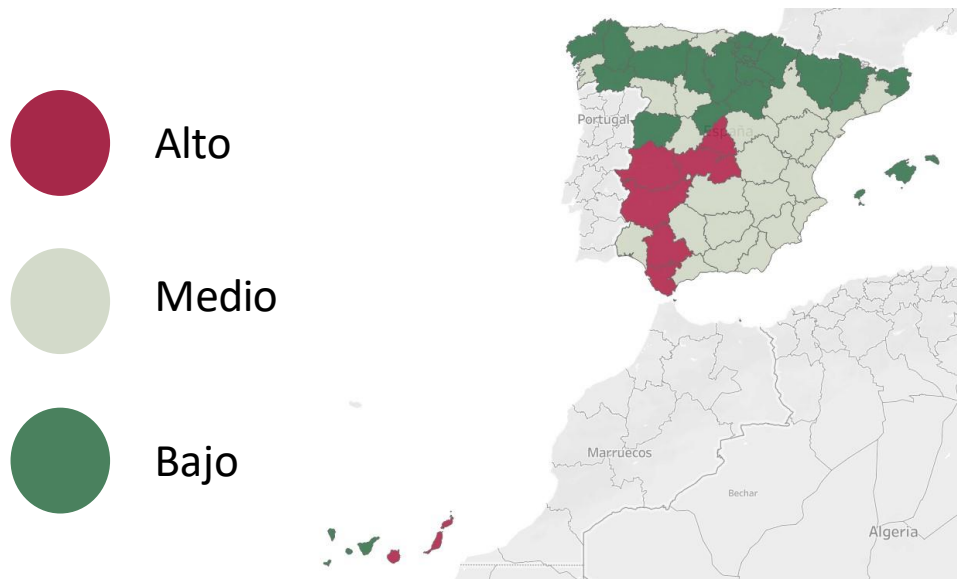 Alto
Medio
Bajo
Portugal
España
Marruecos
Bechar
Algeria